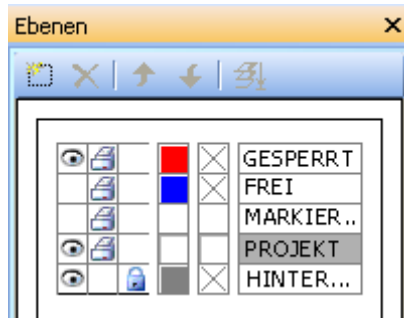 Ebenen
GESPERRT
FREI
MARKIER..
PROJEKT
HINTER...